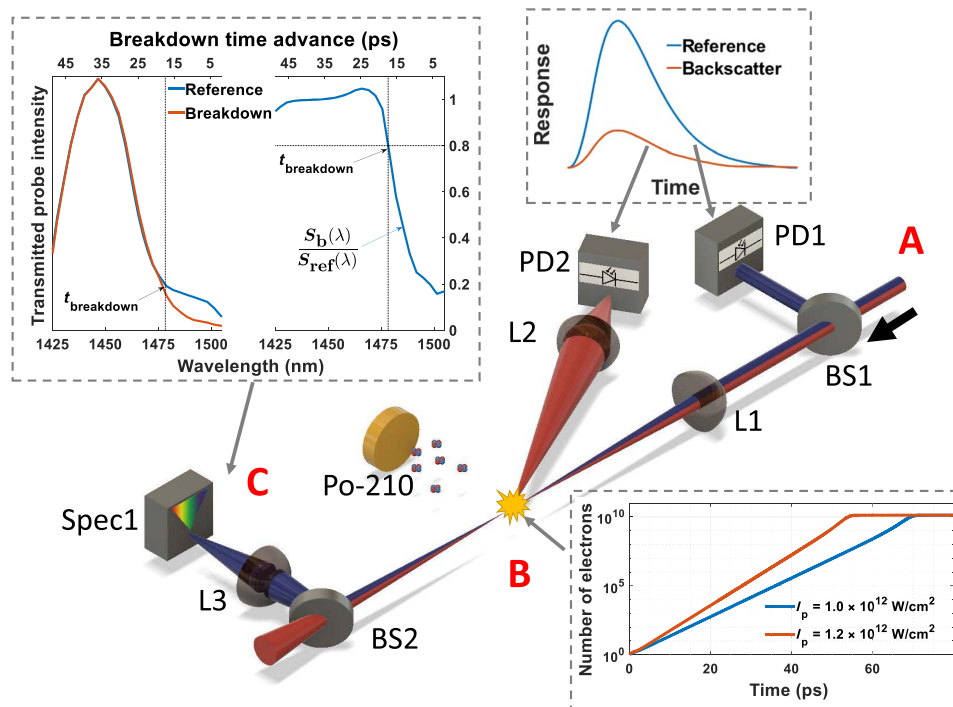 Breakdown time advance (ps)
45 35 25 15 5 45 35 25 15 5
Reference
Breakdown
Transmitted probe intensity
t breakdown
t breakdown
S_b(λ)
S_ref(λ)
1
0.8
0.6
0.4
0.2
0
1425 1450 1475 1500 1425 1450 1475 1500
Wavelength (nm)
Reference
Backscatter
Response
Time
PD1
A
PD2
L2
BS1
L1
Po-210
C
Spec1
B
L3
BS2
Number of electrons
10^10
10^5
10^0
I_p = 1.0 × 10^12 W/cm^2
I_p = 1.2 × 10^12 W/cm^2
0 20 40 60
Time (ps)